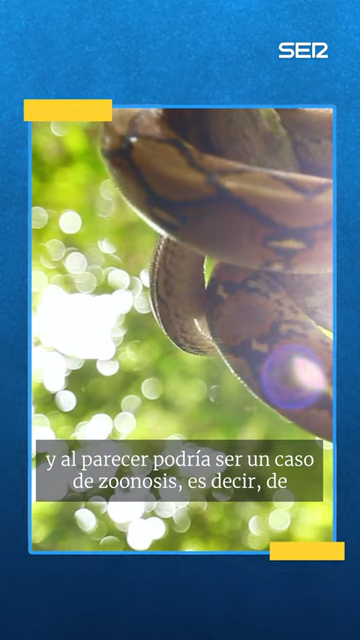 SER
y al parecer podría ser un caso
de zoonosis, es decir, de